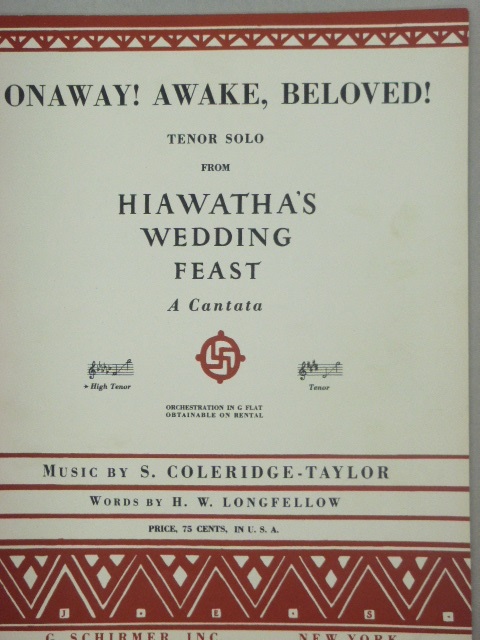 ONAWAY! AWAKE, BELOVED!
TENOR SOLO
FROM
HIAWATHA'S
WEDDING
FEAST
A Cantata
High Tenor
Tenor
ORCHESTRATION IN G FLAT
OBTAINABLE ON RENTAL
MUSIC BY S. COLERIDGE-TAYLOR
WORDS BY H. W. LONGFELLOW
PRICE, 75 CENTS, IN U. S. A.
J • E • S •
G. SCHIRMER, INC. NEW YORK